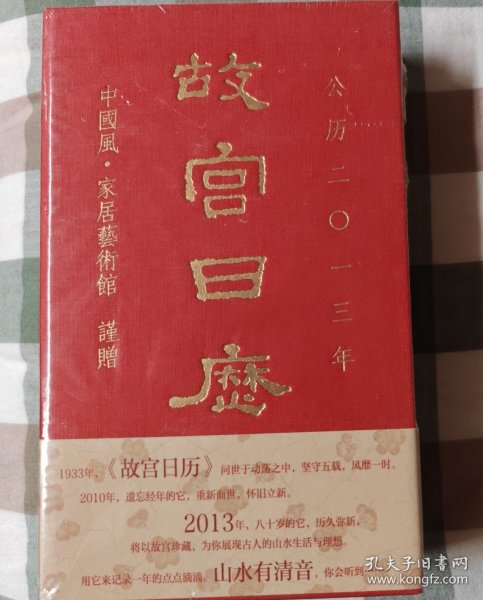 公历二〇一三年
故宫日歷
中國風·家居藝術館 謹贈
1933年，《故宫日历》问世于动荡之中，坚守五载，风靡一时。
2010年，遗忘经年的它，重新面世，怀旧立新。
2013年，八十岁的它，历久弥新，
将以故宫珍藏，为你展现古人的山水生活与理想。
用它来记录一年的点点滴滴。山水有清音，你会听到
孔夫子旧书网
www.kongfz.com